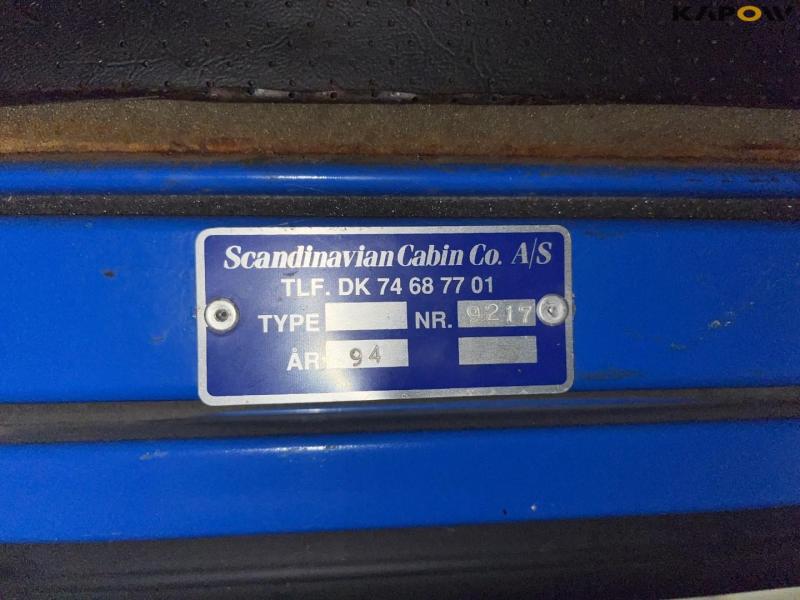 KAPOW
Scandinavian Cabin Co. A/S
TLF. DK 74 68 77 01
TYPE NR. 9217
ÅR 94